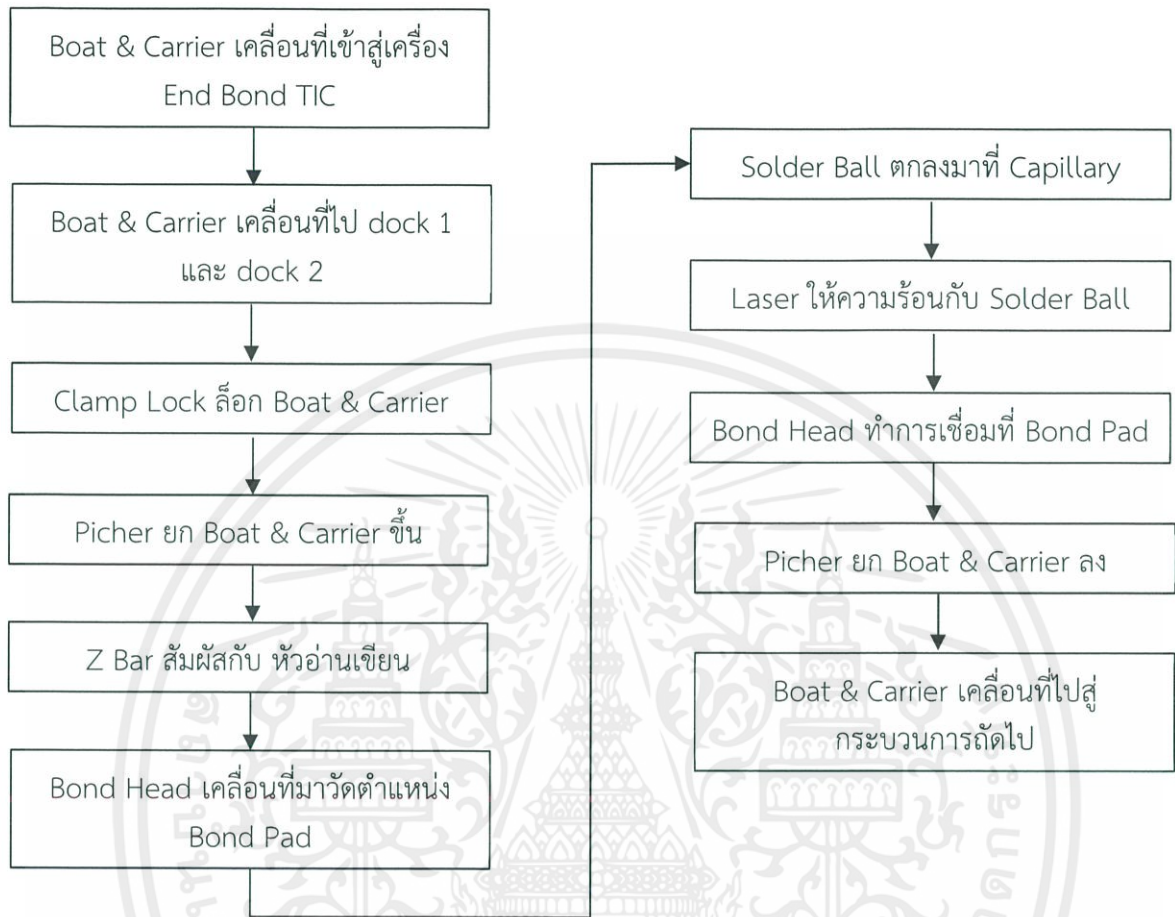 Boat & Carrier เคลื่อนที่เข้าสู่เครื่อง
End Bond TIC
Boat & Carrier เคลื่อนที่ไป dock 1
และ dock 2
Clamp Lock ล็อก Boat & Carrier
Picher ยก Boat & Carrier ขึ้น
Z Bar สัมผัสกับ หัวอ่านเขียน
Bond Head เคลื่อนที่มาวัดตำแหน่ง
Bond Pad
Solder Ball ตกลงมาที่ Capillary
Laser ให้ความร้อนกับ Solder Ball
Bond Head ทำการเชื่อมที่ Bond Pad
Picher ยก Boat & Carrier ลง
Boat & Carrier เคลื่อนที่ไปสู่
กระบวนการถัดไป